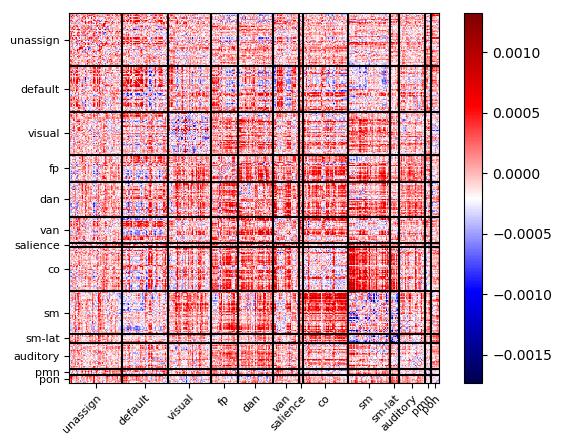 unassign
default
visual
fp
dan
van
salience
co
sm
sm-lat
auditory
pmn
pon
unassign
default
visual
fp
dan
van
salience
co
sm
sm-lat
auditory
pmn
pon
0.0010
0.0005
0.0000
−0.0005
−0.0010
−0.0015